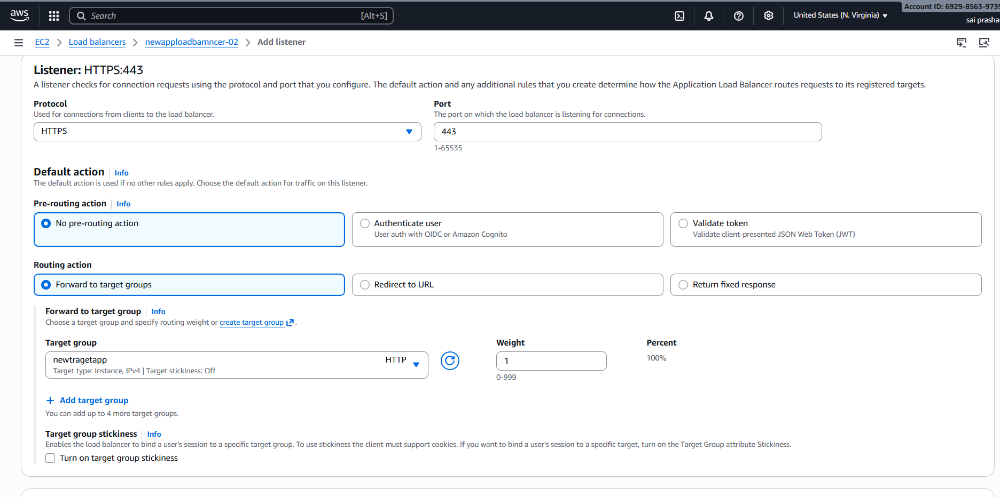 aws
Search [Alt+S]
United States (N. Virginia)
Account ID: 6929-8563-973
sai prasha
EC2 > Load balancers > newapploadbamncer-02 > Add listener
Listener: HTTPS:443
A listener checks for connection requests using the protocol and port that you configure. The default action and any additional rules that you create determine how the Application Load Balancer routes requests to its registered targets.
Protocol
Used for connections from clients to the load balancer.
HTTPS
Port
The port on which the load balancer is listening for connections.
443
1-65535
Default action Info
The default action is used if no other rules apply. Choose the default action for traffic on this listener.
Pre-routing action Info
No pre-routing action
Authenticate user
User auth with OIDC or Amazon Cognito
Validate token
Validate client-presented JSON Web Token (JWT)
Routing action
Forward to target groups
Redirect to URL
Return fixed response
Forward to target group Info
Choose a target group and specify routing weight or create target group .
Target group
newtragetapp HTTP
Target type: Instance, IPv4 | Target stickiness: Off
Weight
1
0-999
Percent
100%
+ Add target group
You can add up to 4 more target groups.
Target group stickiness Info
Enables the load balancer to bind a user's session to a specific target group. To use stickiness the client must support cookies. If you want to bind a user's session to a specific target, turn on the Target Group attribute Stickiness.
Turn on target group stickiness